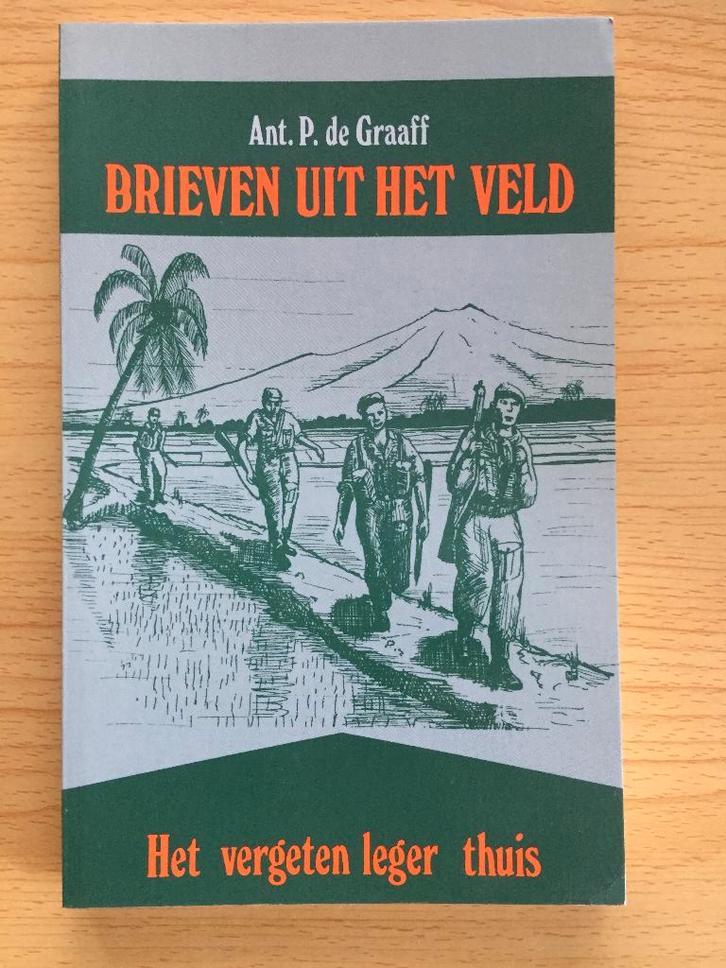 Ant. P. de Graaff
BRIEVEN UIT HET VELD
Het vergeten leger thuis